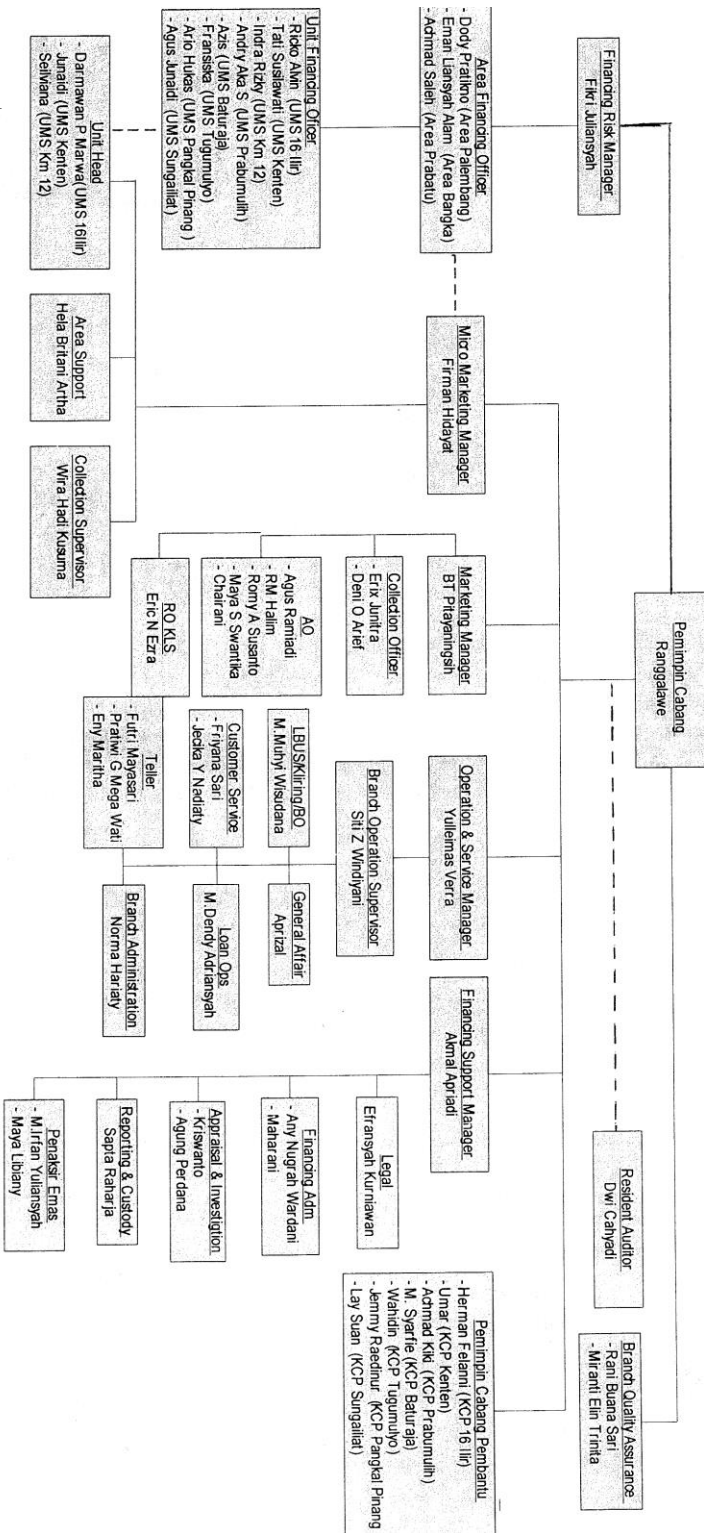 Pemimpin Cabang
Ranggalawe
Financing Risk Manager
Fikri Juliansyah
Resident Auditor
Dwi Cahyadi
Branch Quality Assurance
- Rani Buana Sari
- Miranti Elin Trinita
Area Financing Officer
- Dody Pratikno (Area Palembang)
- Eman Liansyah Alam (Area Bangka)
- Achmad Saleh (Area Prabatu)
Micro Marketing Manager
Firman Hidayat
Marketing Manager
BT Pitayaningsih
Operation & Service Manager
Yulleimas Verra
Financing Support Manager
Akmal Apriadi
Pemimpin Cabang Pembantu
- Herman Felanni (KCP 16 Ilir)
- Umar (KCP Kenten)
- Achmad Kiki (KCP Prabumulih)
- M. Syarfie (KCP Baturaja)
- Wahidin (KCP Tugumulyo)
- Jemmy Raedinur (KCP Pangkal Pinang
- Lay Suan (KCP Sungailiat)
Unit Financing Officer
- Ricko Alvin (UMS16 Ilir)
- Tati Susilawati (UMS Kenten)
- Indra Rizky (UMS Km 12)
- Andry Aka S (UMS Prabumulih)
- Azis (UMS Baturaja)
- Fransiska (UMS Tugumulyo)
- Ario Hukas (UMS Pangkal Pinang )
- Agus Junaidi (UMS Sungailiat)
Collection Officer
- Erix Junitra
- Deni O Arief
Branch Operation Supervisor
Siti Z Windiyani
Legal
Efransyah Kurniawan
AO
- Agus Ramiadi
- RM Halim
- Romy A Susanto
- Maya S Swantika
- Chairani
LBUS/Kliring/BO
M.Muhyi Wisudana
General Affair
Aprizal
Financing Adm
- Any Nugrah Wardani
- Maharani
Customer Service
- Friyana Sari
- Jecika Y Nadiaty
Loan Ops
M.Dendy Adriansyah
Appraisal & Investigtion
- Kriswanto
- Agung Perdana
RO KLS
Eric N Ezra
Teller
- Futri Mayasari
- Pratiwi G Mega Wati
- Eny Maritha
Branch Administration
Norma Hariaty
Reporting & Custody
Sapta Raharja
Unit Head
- Darmawan P Marwa(UMS 16Ilir)
- Junaidi (UMS Kenten)
- Seilviana (UMS Km 12)
Area Support
Hela Britani Artha
Collection Supervisor
Wira Hadi Kusuma
Penaksir Emas
- M.Irfan Yuliansyah
- Maya Libiany